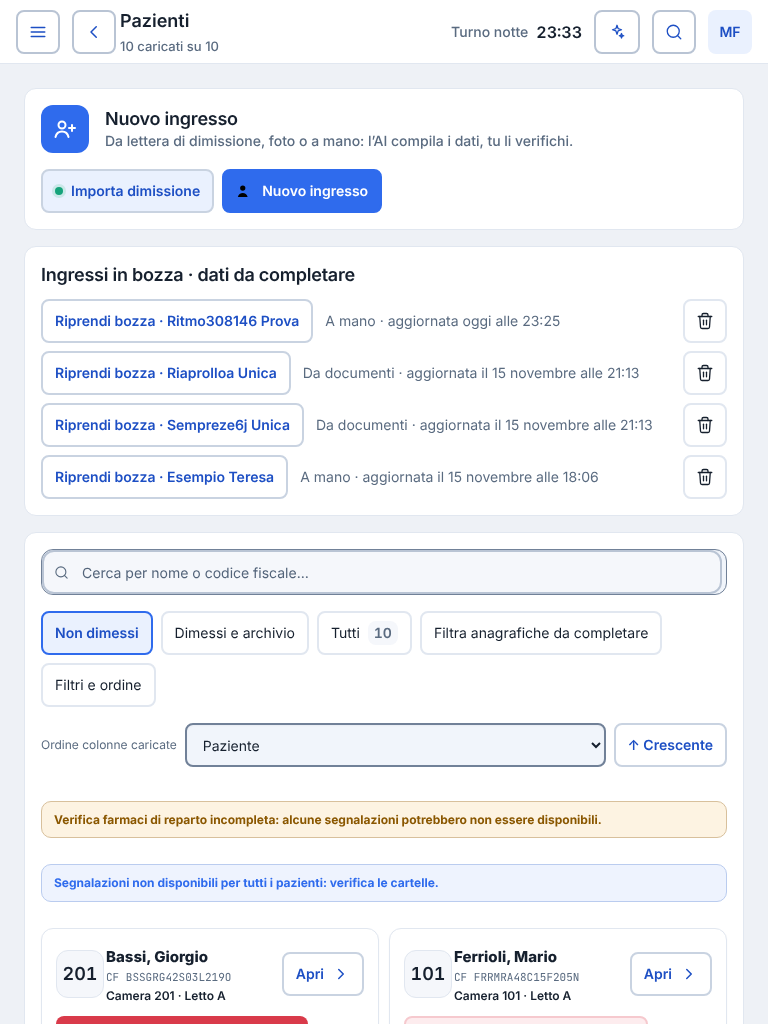 Pazienti
10 caricati su 10
Turno notte 23:33
MF
Nuovo ingresso
Da lettera di dimissione, foto o a mano: l’AI compila i dati, tu li verifichi.
Importa dimissione
Nuovo ingresso
Ingressi in bozza · dati da completare
Riprendi bozza · Ritmo308146 Prova
A mano · aggiornata oggi alle 23:25
Riprendi bozza · Riaprolloa Unica
Da documenti · aggiornata il 15 novembre alle 21:13
Riprendi bozza · Sempreze6j Unica
Da documenti · aggiornata il 15 novembre alle 21:13
Riprendi bozza · Esempio Teresa
A mano · aggiornata il 15 novembre alle 18:06
Cerca per nome o codice fiscale...
Non dimessi
Dimessi e archivio
Tutti 10
Filtra anagrafiche da completare
Filtri e ordine
Ordine colonne caricate
Paziente
↑ Crescente
Verifica farmaci di reparto incompleta: alcune segnalazioni potrebbero non essere disponibili.
Segnalazioni non disponibili per tutti i pazienti: verifica le cartelle.
201
Bassi, Giorgio
CF BSSGRG42S03L219O
Camera 201 · Letto A
Apri
101
Ferrioli, Mario
CF FRRMRA48C15F205N
Camera 101 · Letto A
Apri